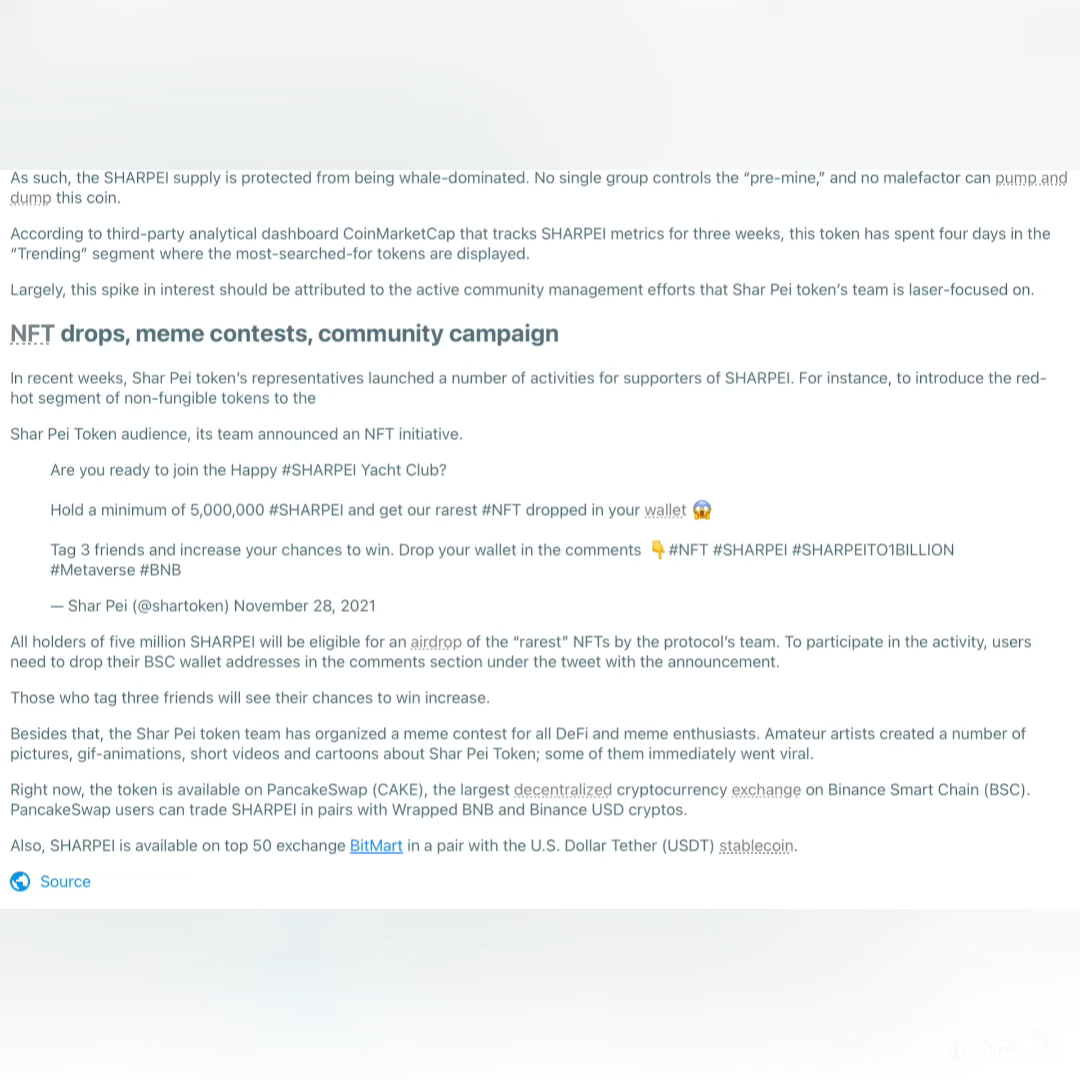 As such, the SHARPEI supply is protected from being whale-dominated. No single group controls the “pre-mine,” and no malefactor can pump and
dump this coin.
According to third-party analytical dashboard CoinMarketCap that tracks SHARPEI metrics for three weeks, this token has spent four days in the
“Trending” segment where the most-searched-for tokens are displayed.
Largely, this spike in interest should be attributed to the active community management efforts that Shar Pei token’s team is laser-focused on.
NFT drops, meme contests, community campaign
In recent weeks, Shar Pei token’s representatives launched a number of activities for supporters of SHARPEI. For instance, to introduce the red-
hot segment of non-fungible tokens to the
Shar Pei Token audience, its team announced an NFT initiative.
Are you ready to join the Happy #SHARPEI Yacht Club?
Hold a minimum of 5,000,000 #SHARPEI and get our rarest #NFT dropped in your wallet 😱
Tag 3 friends and increase your chances to win. Drop your wallet in the comments 👇#NFT #SHARPEI #SHARPEITO1BILLION
#Metaverse #BNB
— Shar Pei (@shartoken) November 28, 2021
All holders of five million SHARPEI will be eligible for an airdrop of the “rarest” NFTs by the protocol’s team. To participate in the activity, users
need to drop their BSC wallet addresses in the comments section under the tweet with the announcement.
Those who tag three friends will see their chances to win increase.
Besides that, the Shar Pei token team has organized a meme contest for all DeFi and meme enthusiasts. Amateur artists created a number of
pictures, gif-animations, short videos and cartoons about Shar Pei Token; some of them immediately went viral.
Right now, the token is available on PancakeSwap (CAKE), the largest decentralized cryptocurrency exchange on Binance Smart Chain (BSC).
PancakeSwap users can trade SHARPEI in pairs with Wrapped BNB and Binance USD cryptos.
Also, SHARPEI is available on top 50 exchange BitMart in a pair with the U.S. Dollar Tether (USDT) stablecoin.
Source